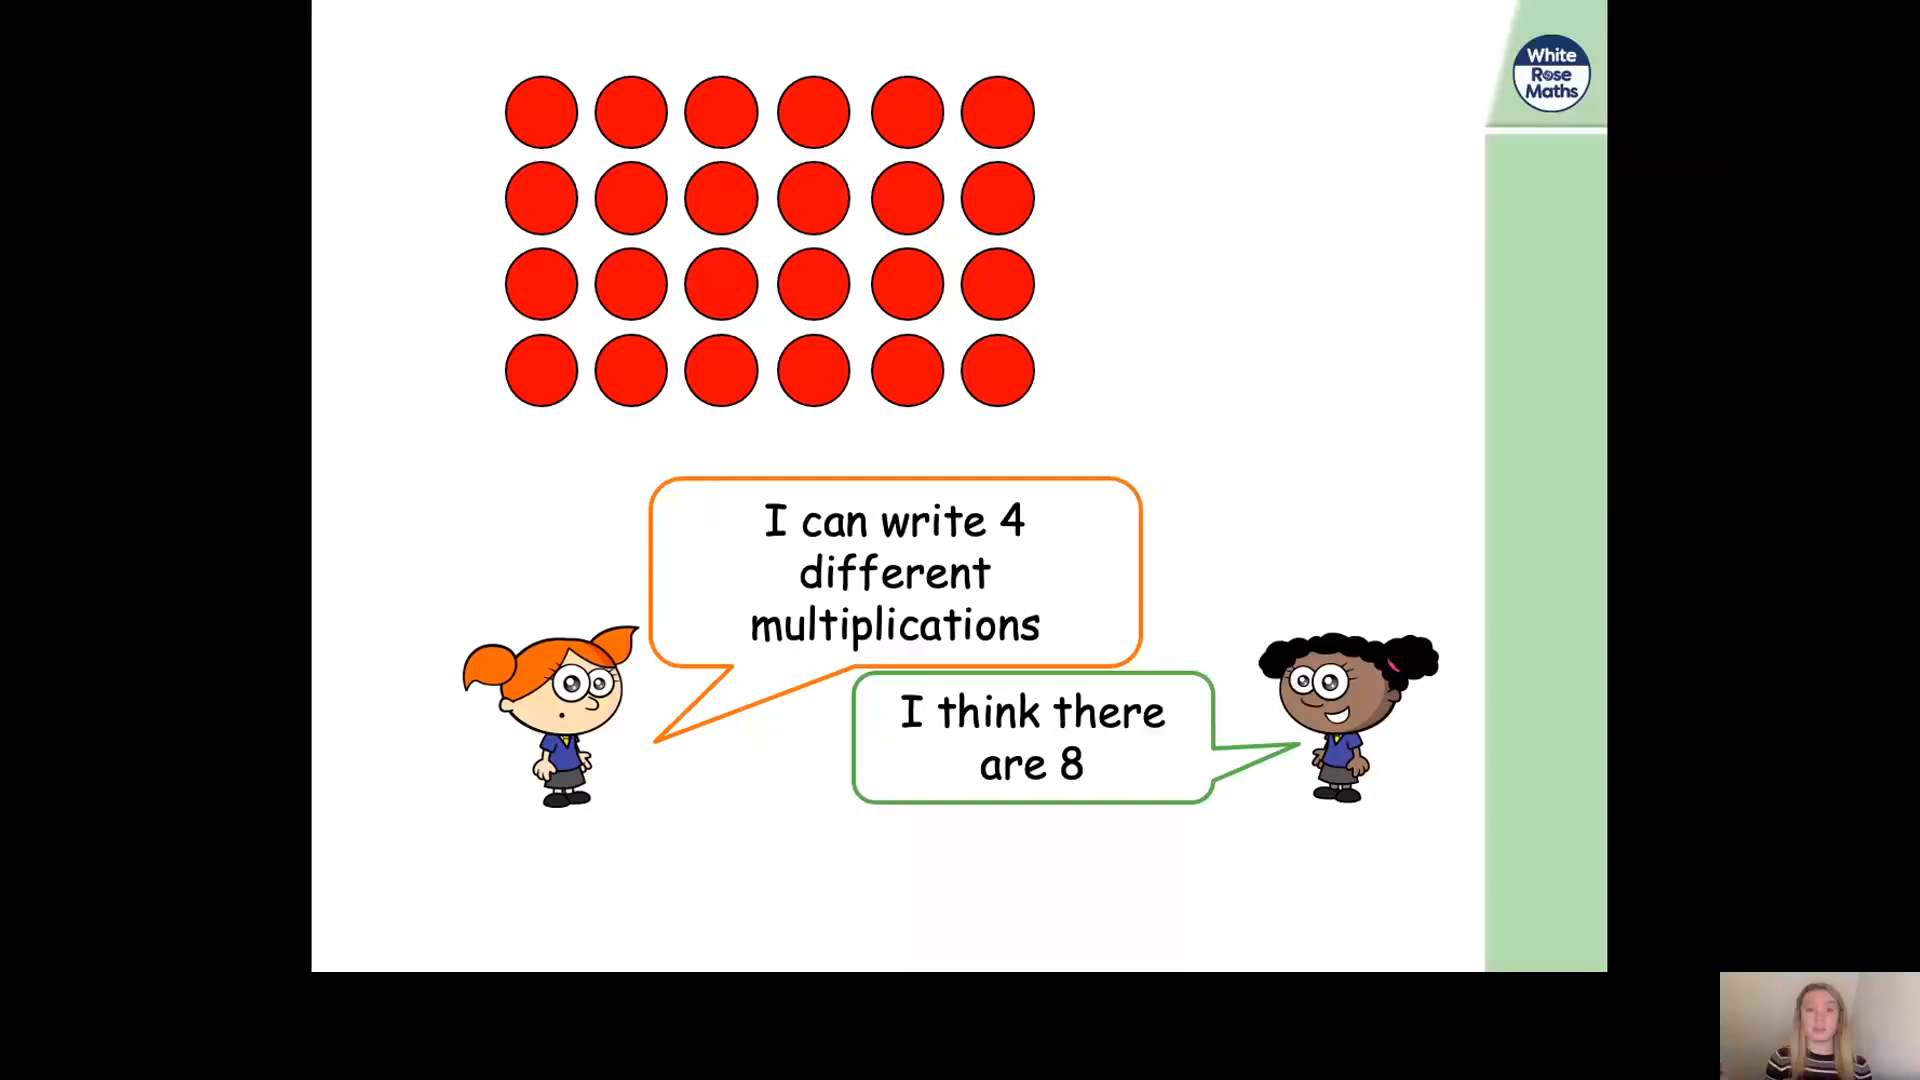 White
Rose
Maths
I can write 4
different
multiplications
I think there
are 8